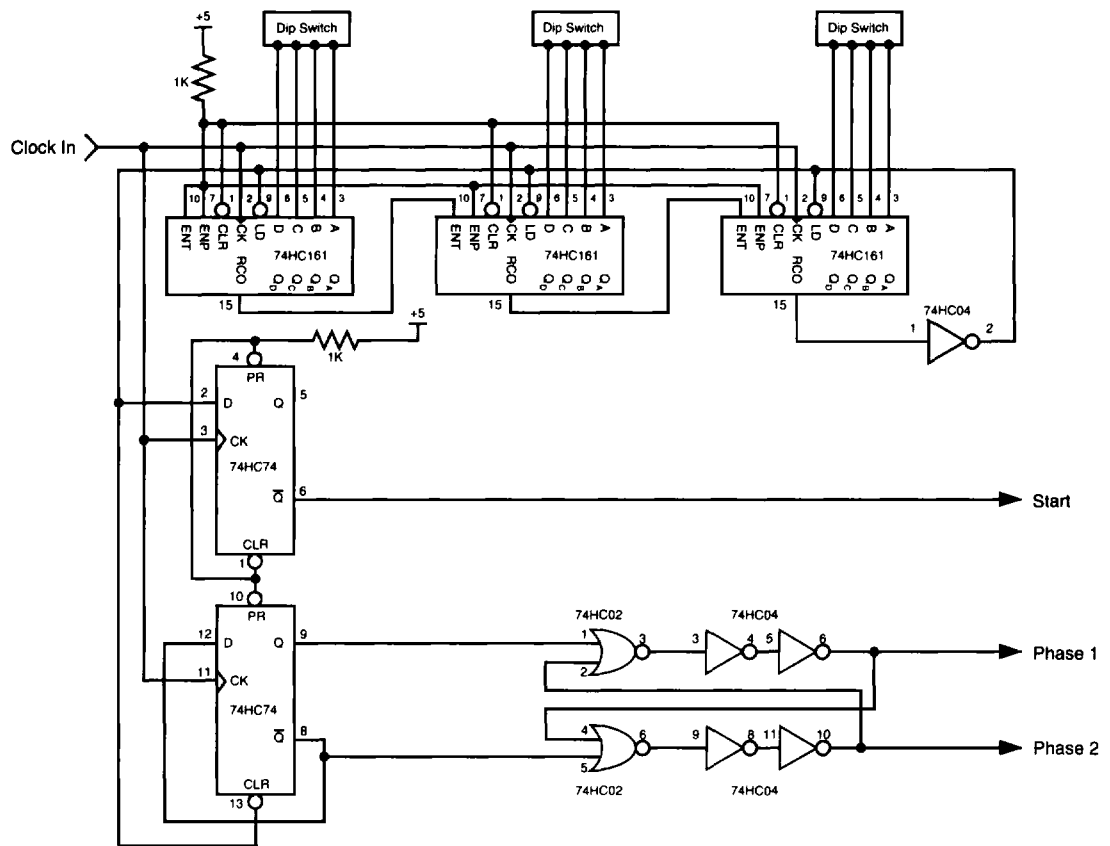 +5
Dip Switch
Dip Switch
Dip Switch
1K
Clock In
10 7 1 2 9 6 5 4 3
10 7 1 2 9 6 5 4 3
10 7 1 2 9 6 5 4 3
ENT ENP CLR CK LD D C B A
ENT ENP CLR CK LD D C B A
ENT ENP CLR CK LD D C B A
74HC161
74HC161
74HC161
RCO QD QC QB QA
RCO QD QC QB QA
RCO QD QC QB QA
15
15
15
+5
74HC04
1 2
1K
4
PR
2 D Q 5
3 CK
74HC74
Q 6
Start
CLR
1
10
PR
12 D Q 9
11 CK
74HC74
Q 8
CLR
13
74HC02
74HC04
1 3 3 4 5 6
2
Phase 1
4 6 9 8 11 10
5
Phase 2
74HC02
74HC04